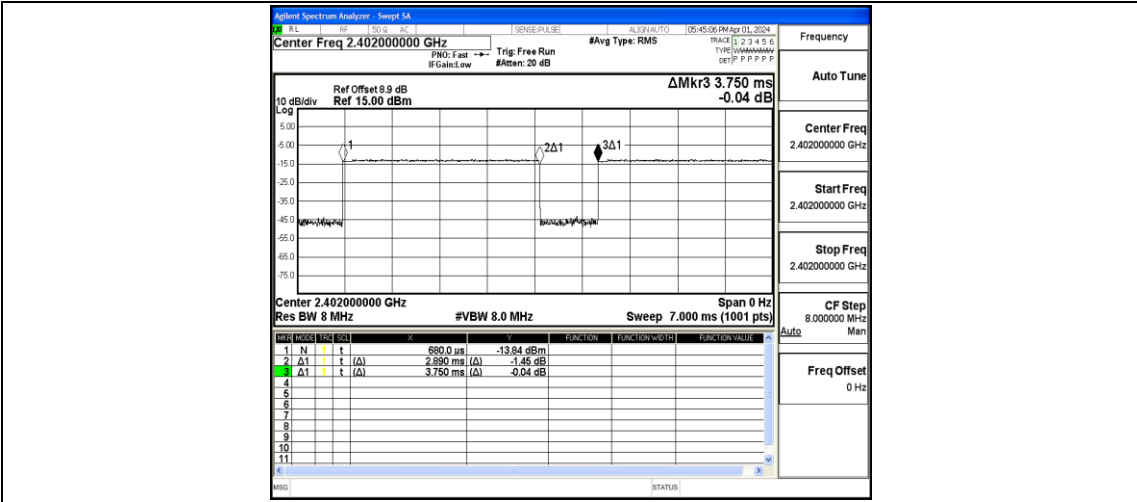 Agilent Spectrum Analyzer - Swept SA
RL RF 50 Ω AC SENSE:PULSE ALIGN AUTO 05:45:06 PM Apr 01, 2024
Center Freq 2.402000000 GHz #Avg Type: RMS TRACE 1 2 3 4 5 6
PNO: Fast Trig: Free Run TYPE WWWWWW
IFGain:Low #Atten: 20 dB DET P P P P P P
ΔMkr3 3.750 ms
-0.04 dB
Ref Offset 8.9 dB
10 dB/div Ref 15.00 dBm
Log
5.00
-5.00
-15.0
-25.0
-35.0
-45.0
-55.0
-65.0
-75.0
1
2Δ1
3Δ1
Center 2.402000000 GHz Span 0 Hz
Res BW 8 MHz #VBW 8.0 MHz Sweep 7.000 ms (1001 pts)
MKR MODE TRC SCL X Y FUNCTION FUNCTION WIDTH FUNCTION VALUE
1 N 1 t 680.0 us -13.84 dBm
2 Δ1 1 t (Δ) 2.890 ms (Δ) -1.45 dB
3 Δ1 1 t (Δ) 3.750 ms (Δ) -0.04 dB
4
5
6
7
8
9
10
11
MSG STATUS
Frequency
Auto Tune
Center Freq
2.402000000 GHz
Start Freq
2.402000000 GHz
Stop Freq
2.402000000 GHz
CF Step
8.000000 MHz
Auto Man
Freq Offset
0 Hz